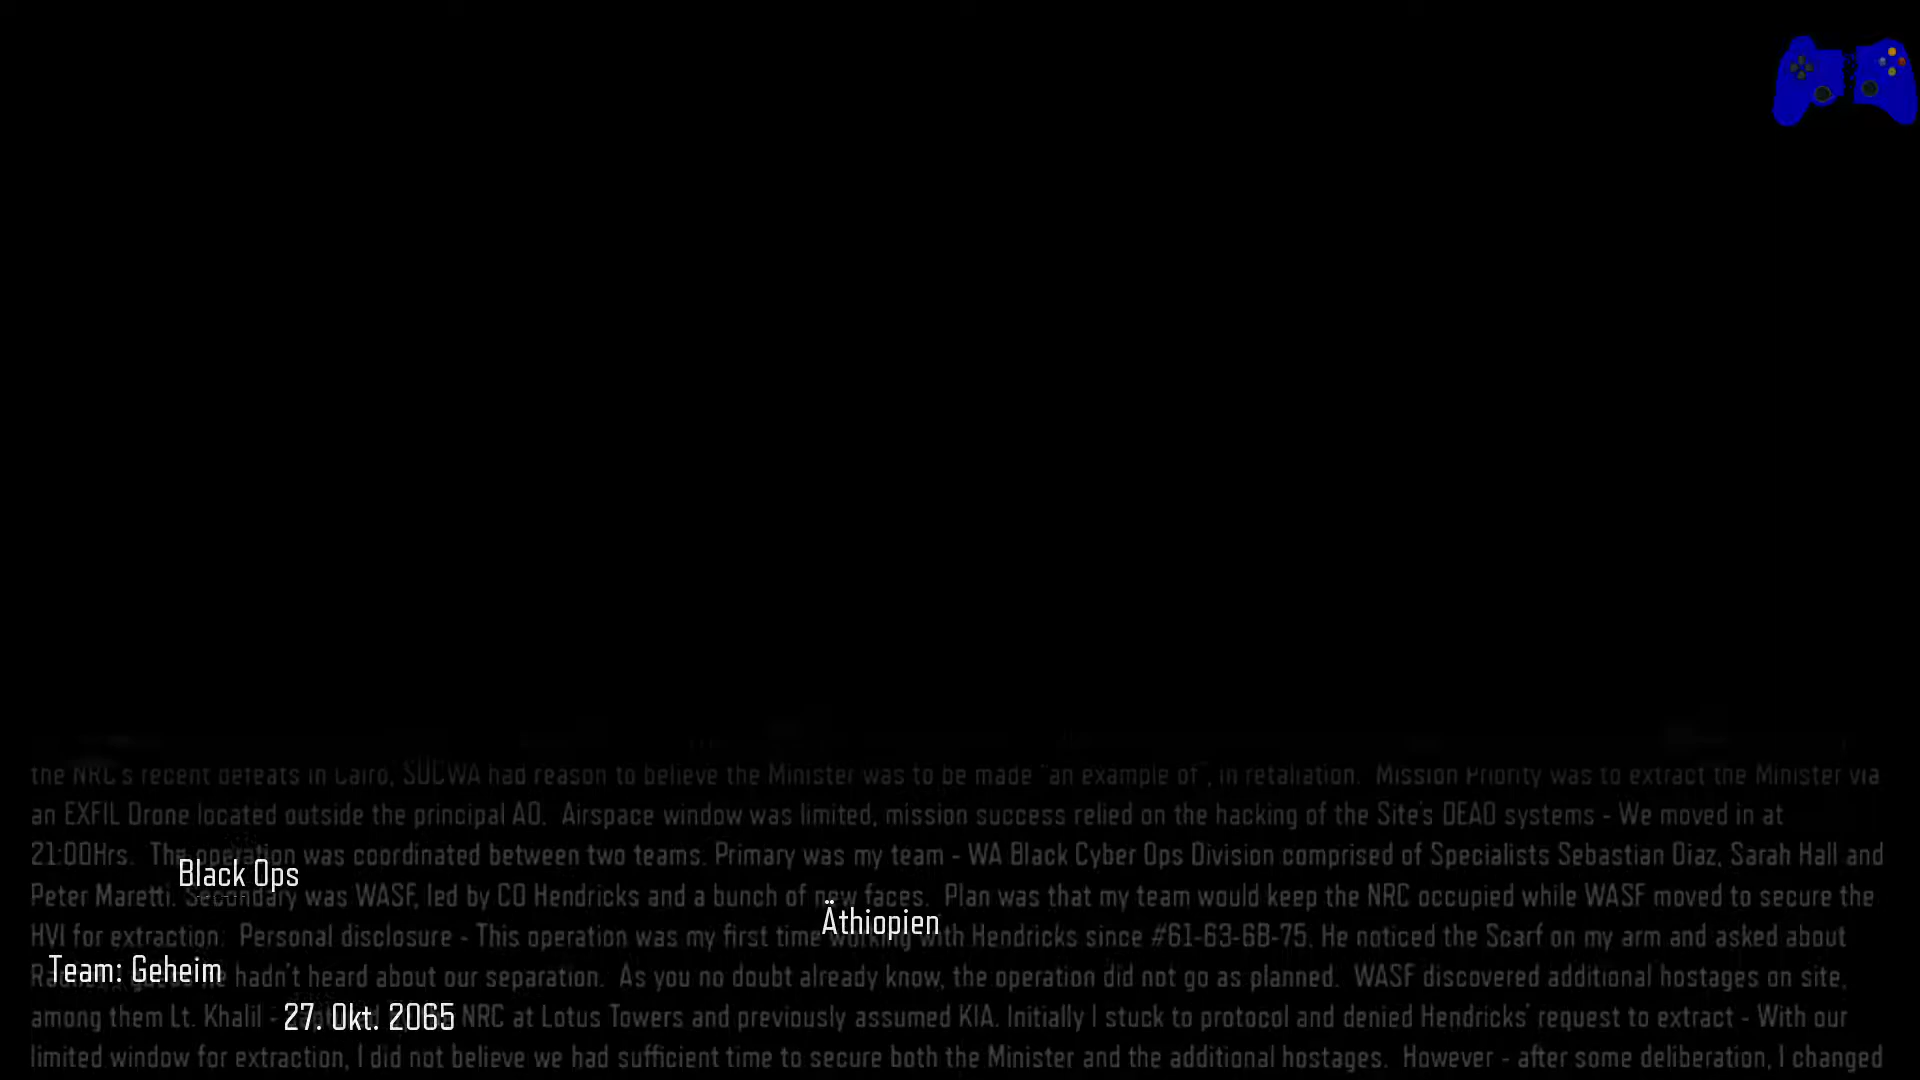 the NRC's recent defeats in Cairo, SOCWA had reason to believe the Minister was to be made "an example of", in retaliation. Mission Priority was to extract the Minister via
an EXFIL Drone located outside the principal AO. Airspace window was limited, mission success relied on the hacking of the Site's DEAD systems - We moved in at
21:00Hrs. The operation was coordinated between two teams. Primary was my team - WA Black Cyber Ops Division comprised of Specialists Sebastian Diaz, Sarah Hall and
Black Ops
Peter Maretti. Secondary was WASF, led by CO Hendricks and a bunch of new faces. Plan was that my team would keep the NRC occupied while WASF moved to secure the
Äthiopien
HVI for extraction. Personal disclosure - This operation was my first time working with Hendricks since #61-63-6B-75. He noticed the Scarf on my arm and asked about
Team: Geheim
hadn't heard about our separation. As you no doubt already know, the operation did not go as planned. WASF discovered additional hostages on site,
27. Okt. 2065
among them Lt. Khalil - NRC at Lotus Towers and previously assumed KIA. Initially I stuck to protocol and denied Hendricks' request to extract - With our
limited window for extraction, I did not believe we had sufficient time to secure both the Minister and the additional hostages. However - after some deliberation, I changed